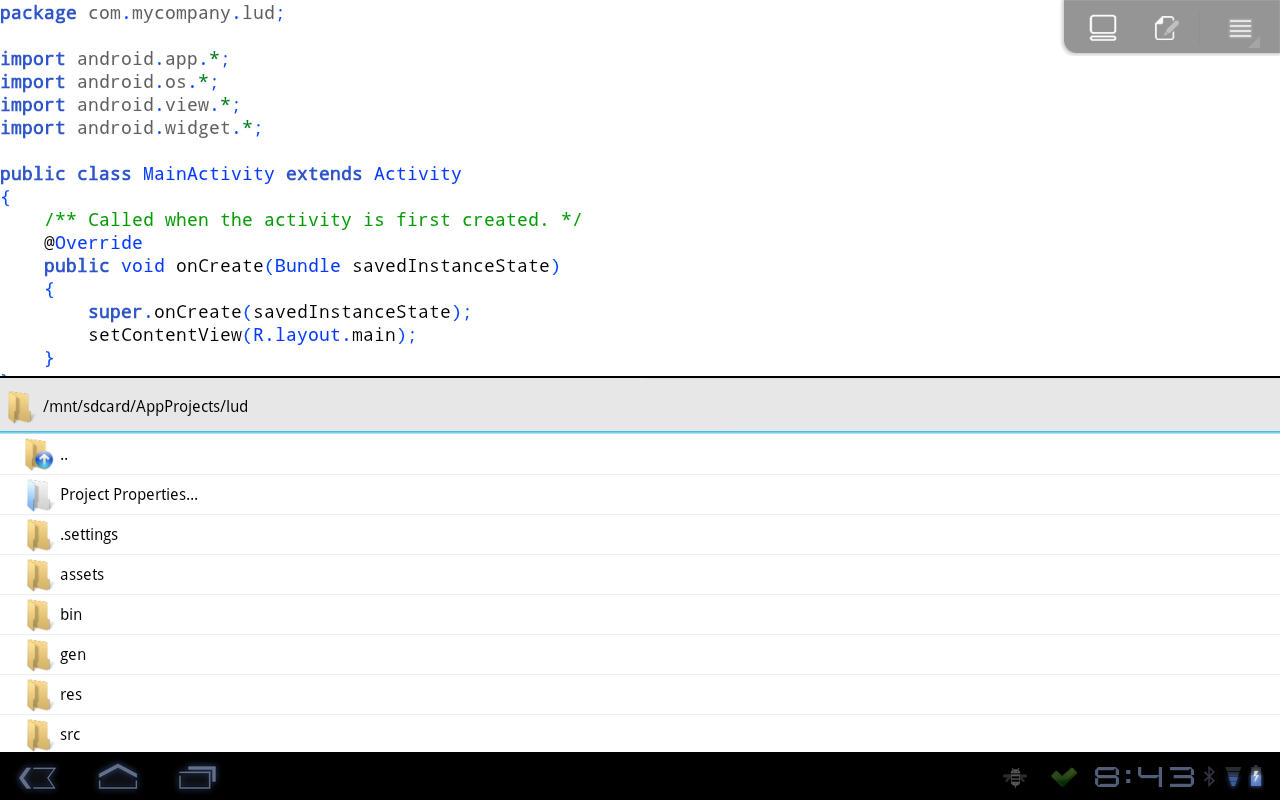 package com.mycompany.lud;
import android.app.*;
import android.os.*;
import android.view.*;
import android.widget.*;
public class MainActivity extends Activity
{
/** Called when the activity is first created. */
@Override
public void onCreate(Bundle savedInstanceState)
{
super.onCreate(savedInstanceState);
setContentView(R.layout.main);
}
/mnt/sdcard/AppProjects/lud
..
Project Properties...
.settings
assets
bin
gen
res
src
8:43